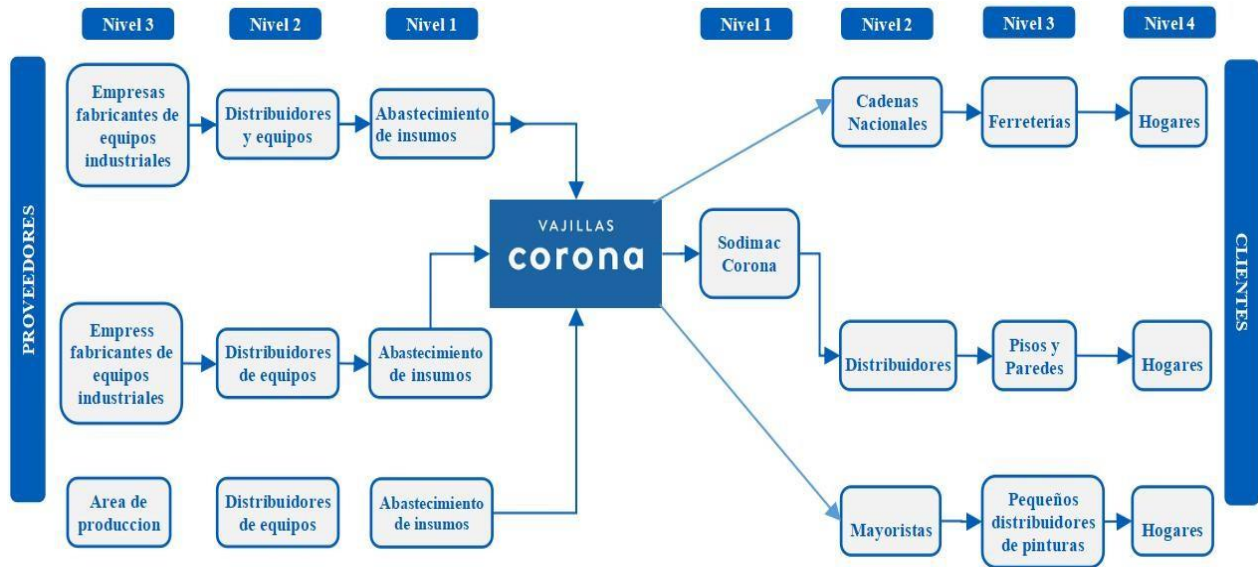 Nivel 3
Nivel 2
Nivel 1
Nivel 1
Nivel 2
Nivel 3
Nivel 4
PROVEEDORES
Empresas
fabricantes de
equipos
industriales
Distribuidores
y equipos
Abastecimiento
de insumos
Cadenas
Nacionales
Ferreterias
Hogares
VAJILLAS
corona
Sodimac
Corona
CLIENTES
Empress
fabricantes de
equipos
industriales
Distribuidores
de equipos
Abastecimiento
de insumos
Distribuidores
Pisos y
Paredes
Hogares
Area de
produccion
Distribuidores
de equipos
Abastecimiento
de insumos
Mayoristas
Pequeños
distribuidores
de pinturas
Hogares